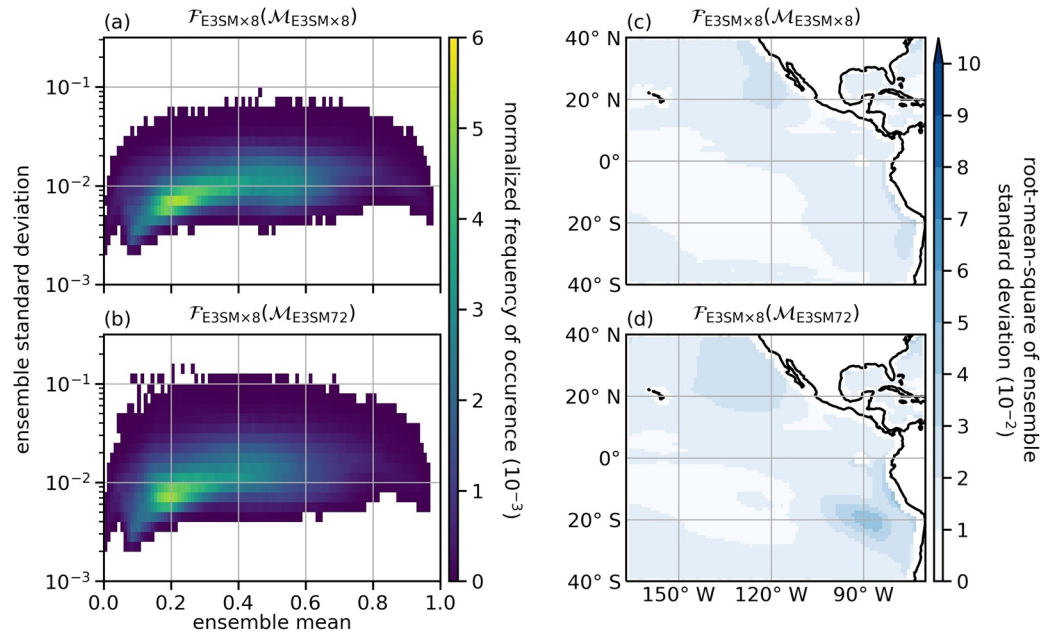 (a) ℱE3SM×8(ℳE3SM×8)
10⁻¹
10⁻²
10⁻³
(b) ℱE3SM×8(ℳE3SM72)
10⁻¹
10⁻²
10⁻³
0.0 0.2 0.4 0.6 0.8 1.0
ensemble mean
ensemble standard deviation
6
5
4
3
2
1
0
normalized frequency of occurence (10⁻³)
(c) ℱE3SM×8(ℳE3SM×8)
40° N
20° N
0°
20° S
40° S
(d) ℱE3SM×8(ℳE3SM72)
40° N
20° N
0°
20° S
40° S
150° W 120° W 90° W
10
9
8
7
6
5
4
3
2
1
0
root-mean-square of ensemble
standard deviation (10⁻²)